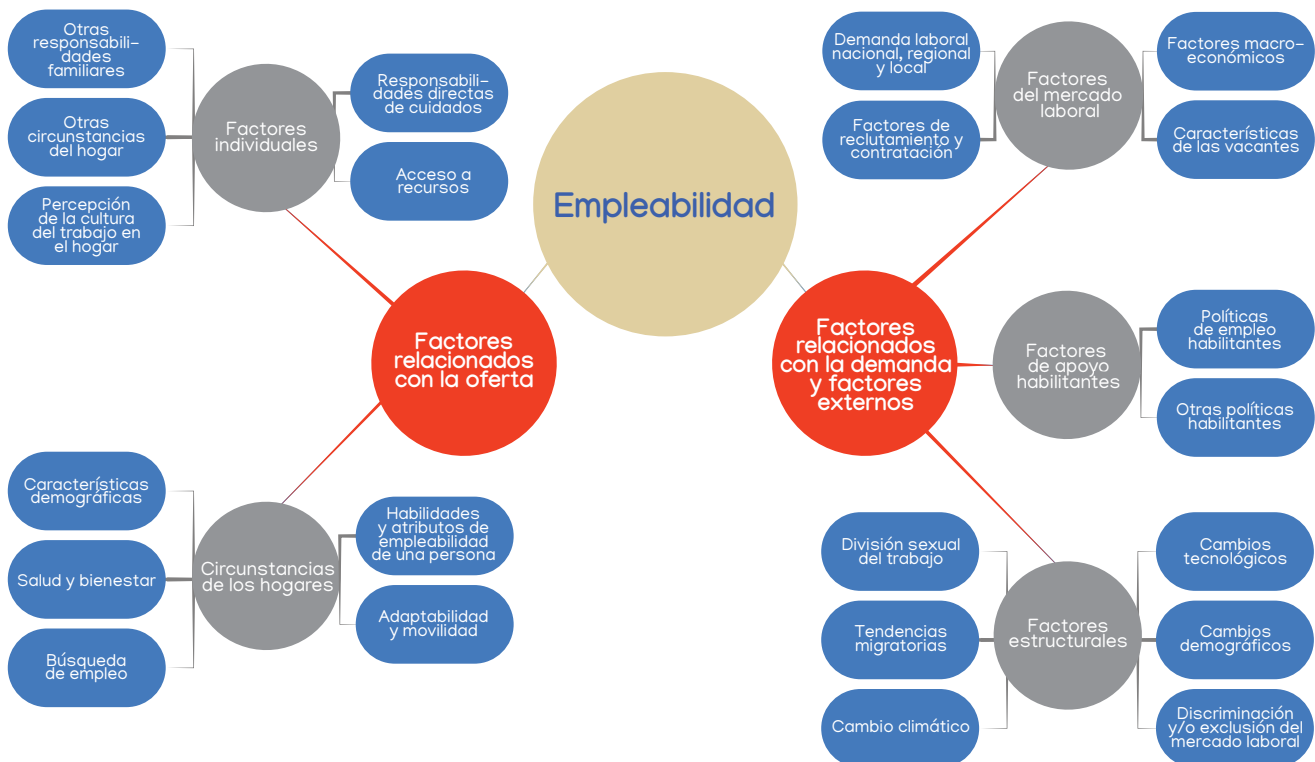 Empleabilidad
Factores
relacionados
con la oferta
Factores
individuales
Otras
responsabili-
dades
familiares
Otras
circunstancias
del hogar
Percepción
de la cultura
del trabajo en
el hogar
Responsabili-
dades directas
de cuidados
Acceso a
recursos
Circunstancias
de los hogares
Características
demográficas
Salud y bienestar
Búsqueda
de empleo
Habilidades
y atributos de
empleabilidad
de una persona
Adaptabilidad
y movilidad
Factores
relacionados
con la demanda
y factores
externos
Factores
del mercado
laboral
Demanda laboral
nacional, regional
y local
Factores de
reclutamiento y
contratación
Factores macro-
económicos
Características
de las vacantes
Factores
de apoyo
habilitantes
Políticas
de empleo
habilitantes
Otras políticas
habilitantes
Factores
estructurales
División sexual
del trabajo
Tendencias
migratorias
Cambio climático
Cambios
tecnológicos
Cambios
demográficos
Discriminación
y/o exclusión del
mercado laboral